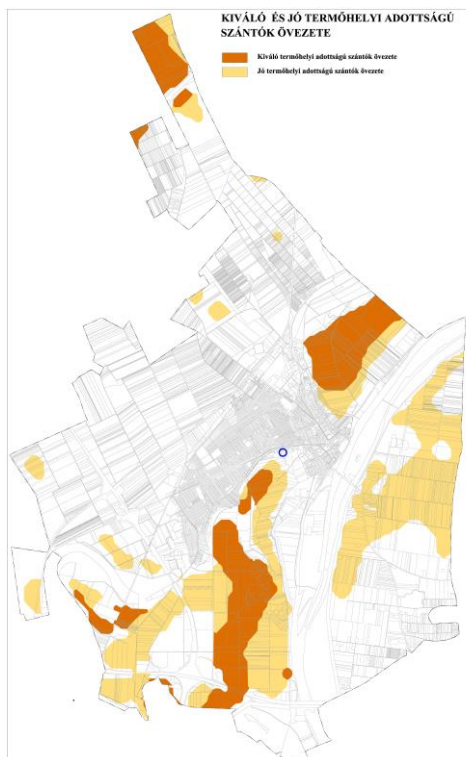 KIVÁLÓ ÉS JÓ TERMŐHELYI ADOTTSÁGÚ
SZÁNTÓK ÖVEZETE
Kiváló termőhelyi adottságú szántók övezete
Jó termőhelyi adottságú szántók övezete